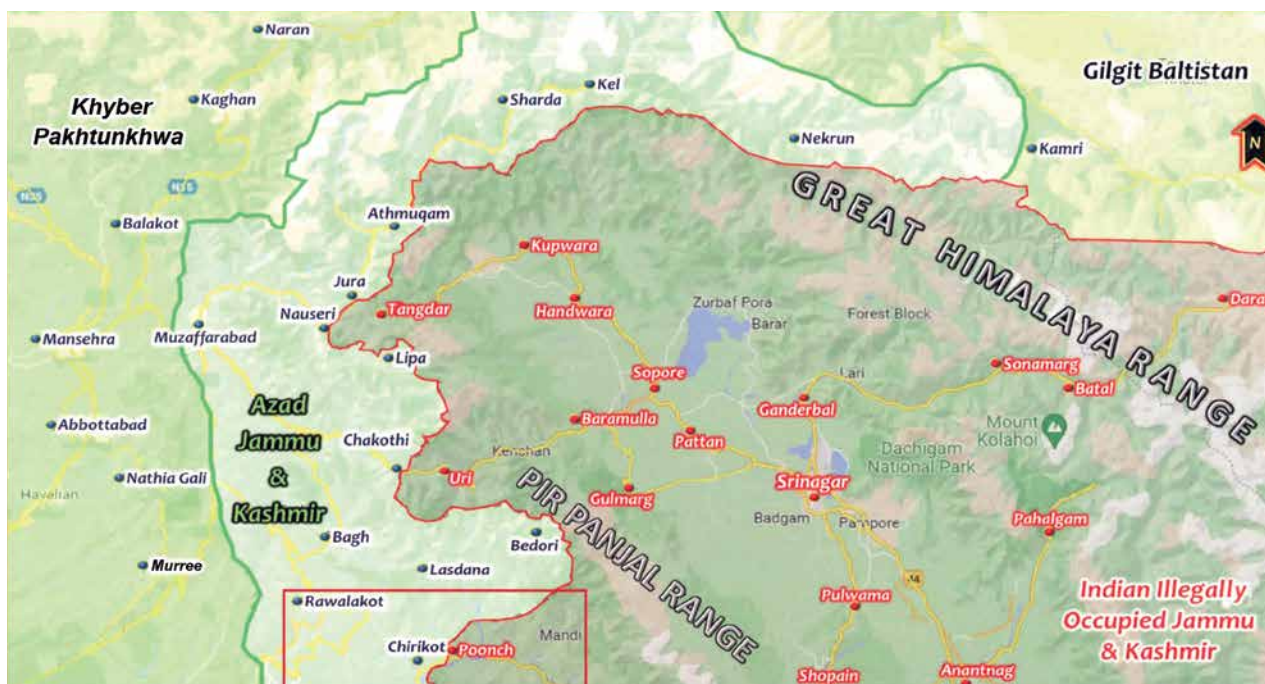 Naran
Kel
Gilgit Baltistan
Kaghan
Sharda
Khyber
Pakhtunkhwa
N
Nekrun
Kamri
N15
N35
Balakot
Athmuqam
GREAT HIMALAYA RANGE
Kupwara
Jura
Tangdar
Handwara
Zurbaf Pora
Barar
Forest Block
Nauseri
Muzaffarabad
Mansehra
Lipa
Sopore
Lari
Sonamarg
Batal
Ganderbal
Azad
Jammu
&
Kashmir
Baramulla
Pattan
Mount
Kolahoi
Abbottabad
Chakothi
Kenchan
Dachigam
National Park
Nathia Gali
Uri
Havelian
Gulmarg
Srinagar
PIR PANJAL RANGE
Badgam
Pampore
Pahalgam
Bagh
Bedori
Murree
Lasdana
Indian Illegally
Occupied Jammu
& Kashmir
Rawalakot
Pulwama
Mandi
Poonch
Chirikot
Shopain
Anantnag